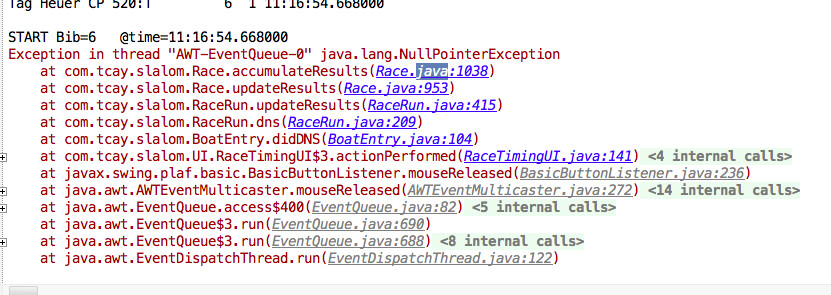 Tag Heuer CP 520:T         6  1 11:16:54.668000
START Bib=6   @time=11:16:54.668000
Exception in thread "AWT-EventQueue-0" java.lang.NullPointerException
    at com.tcay.slalom.Race.accumulateResults(Race.java:1038)
    at com.tcay.slalom.Race.updateResults(Race.java:953)
    at com.tcay.slalom.RaceRun.updateResults(RaceRun.java:415)
    at com.tcay.slalom.RaceRun.dns(RaceRun.java:209)
    at com.tcay.slalom.BoatEntry.didDNS(BoatEntry.java:104)
    at com.tcay.slalom.UI.RaceTimingUI$3.actionPerformed(RaceTimingUI.java:141) <4 internal calls>
    at javax.swing.plaf.basic.BasicButtonListener.mouseReleased(BasicButtonListener.java:236)
    at java.awt.AWTEventMulticaster.mouseReleased(AWTEventMulticaster.java:272) <14 internal calls>
    at java.awt.EventQueue.access$400(EventQueue.java:82) <5 internal calls>
    at java.awt.EventQueue$3.run(EventQueue.java:690)
    at java.awt.EventQueue$3.run(EventQueue.java:688) <8 internal calls>
    at java.awt.EventDispatchThread.run(EventDispatchThread.java:122)